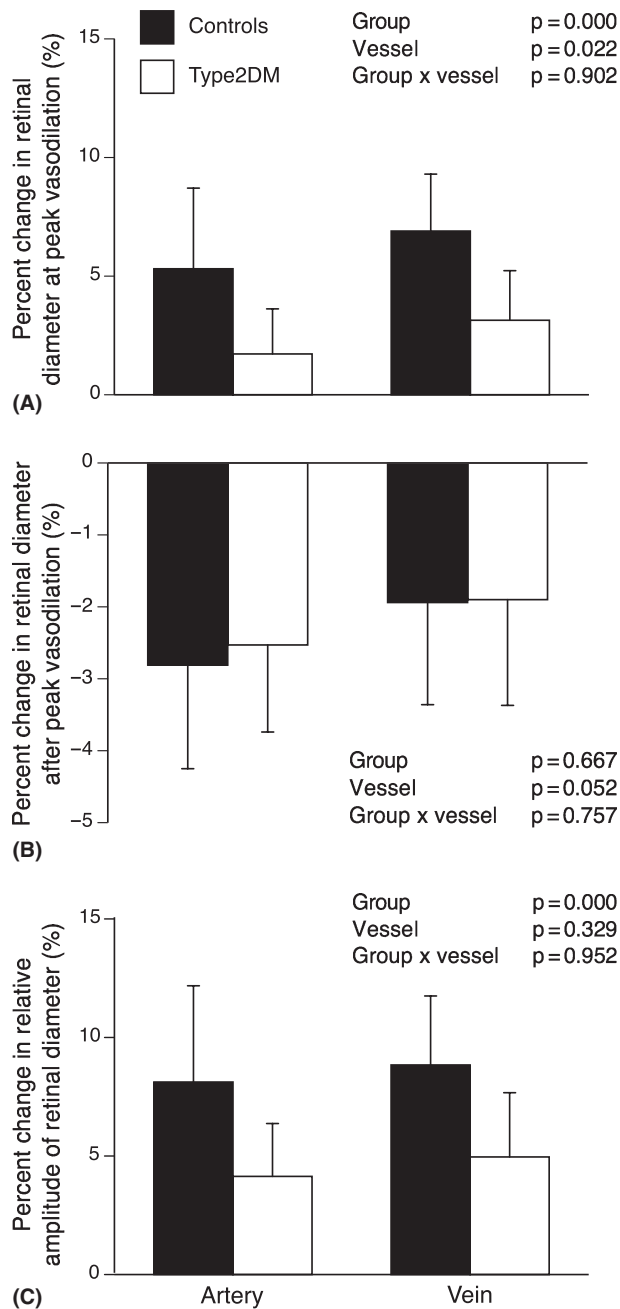 Controls
Type2DM
Group p=0.000
Vessel p=0.022
Group x vessel p=0.902
Percent change in retinal
diameter at peak vasodilation (%)
15
10
5
0
(A)
Percent change in retinal diameter
after peak vasodilation (%)
0
−1
−2
−3
−4
−5
Group p=0.667
Vessel p=0.052
Group x vessel p=0.757
(B)
Group p=0.000
Vessel p=0.329
Group x vessel p=0.952
Percent change in relative
amplitude of retinal diameter (%)
15
10
5
0
(C)
Artery Vein